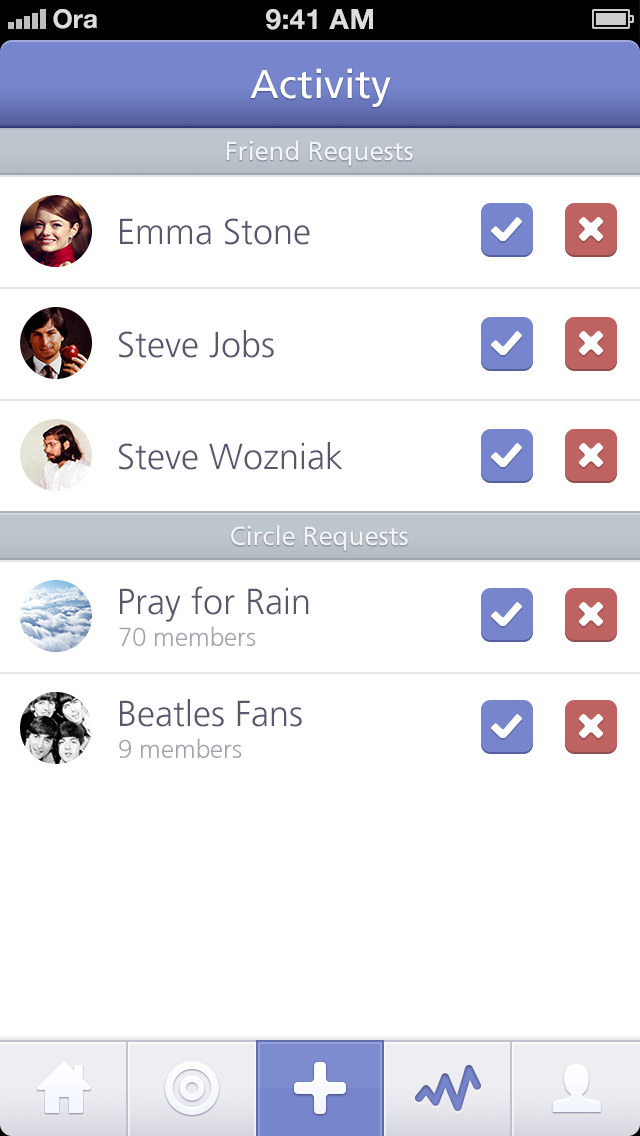 Ora 9:41 AM
Activity
Friend Requests
Emma Stone
Steve Jobs
Steve Wozniak
Circle Requests
Pray for Rain
70 members
Beatles Fans
9 members